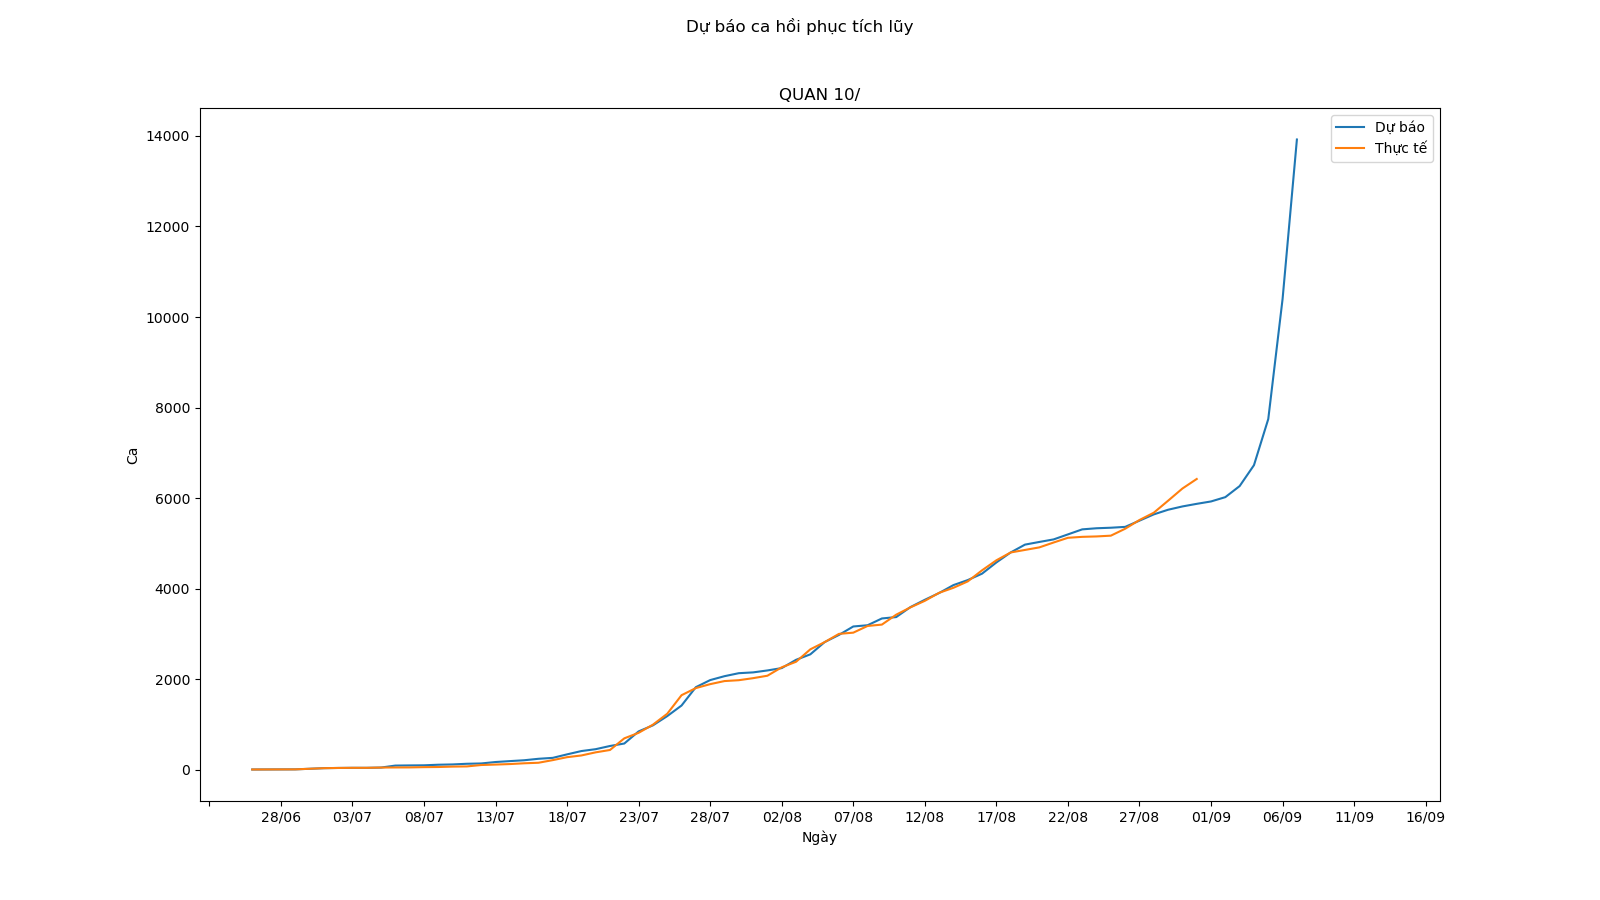 Dự báo ca hồi phục tích lũy
QUAN 10/
Dự báo
Thực tế
14000
12000
10000
8000
6000
4000
2000
0
Ca
28/06 03/07 08/07 13/07 18/07 23/07 28/07 02/08 07/08 12/08 17/08 22/08 27/08 01/09 06/09 11/09 16/09
Ngày